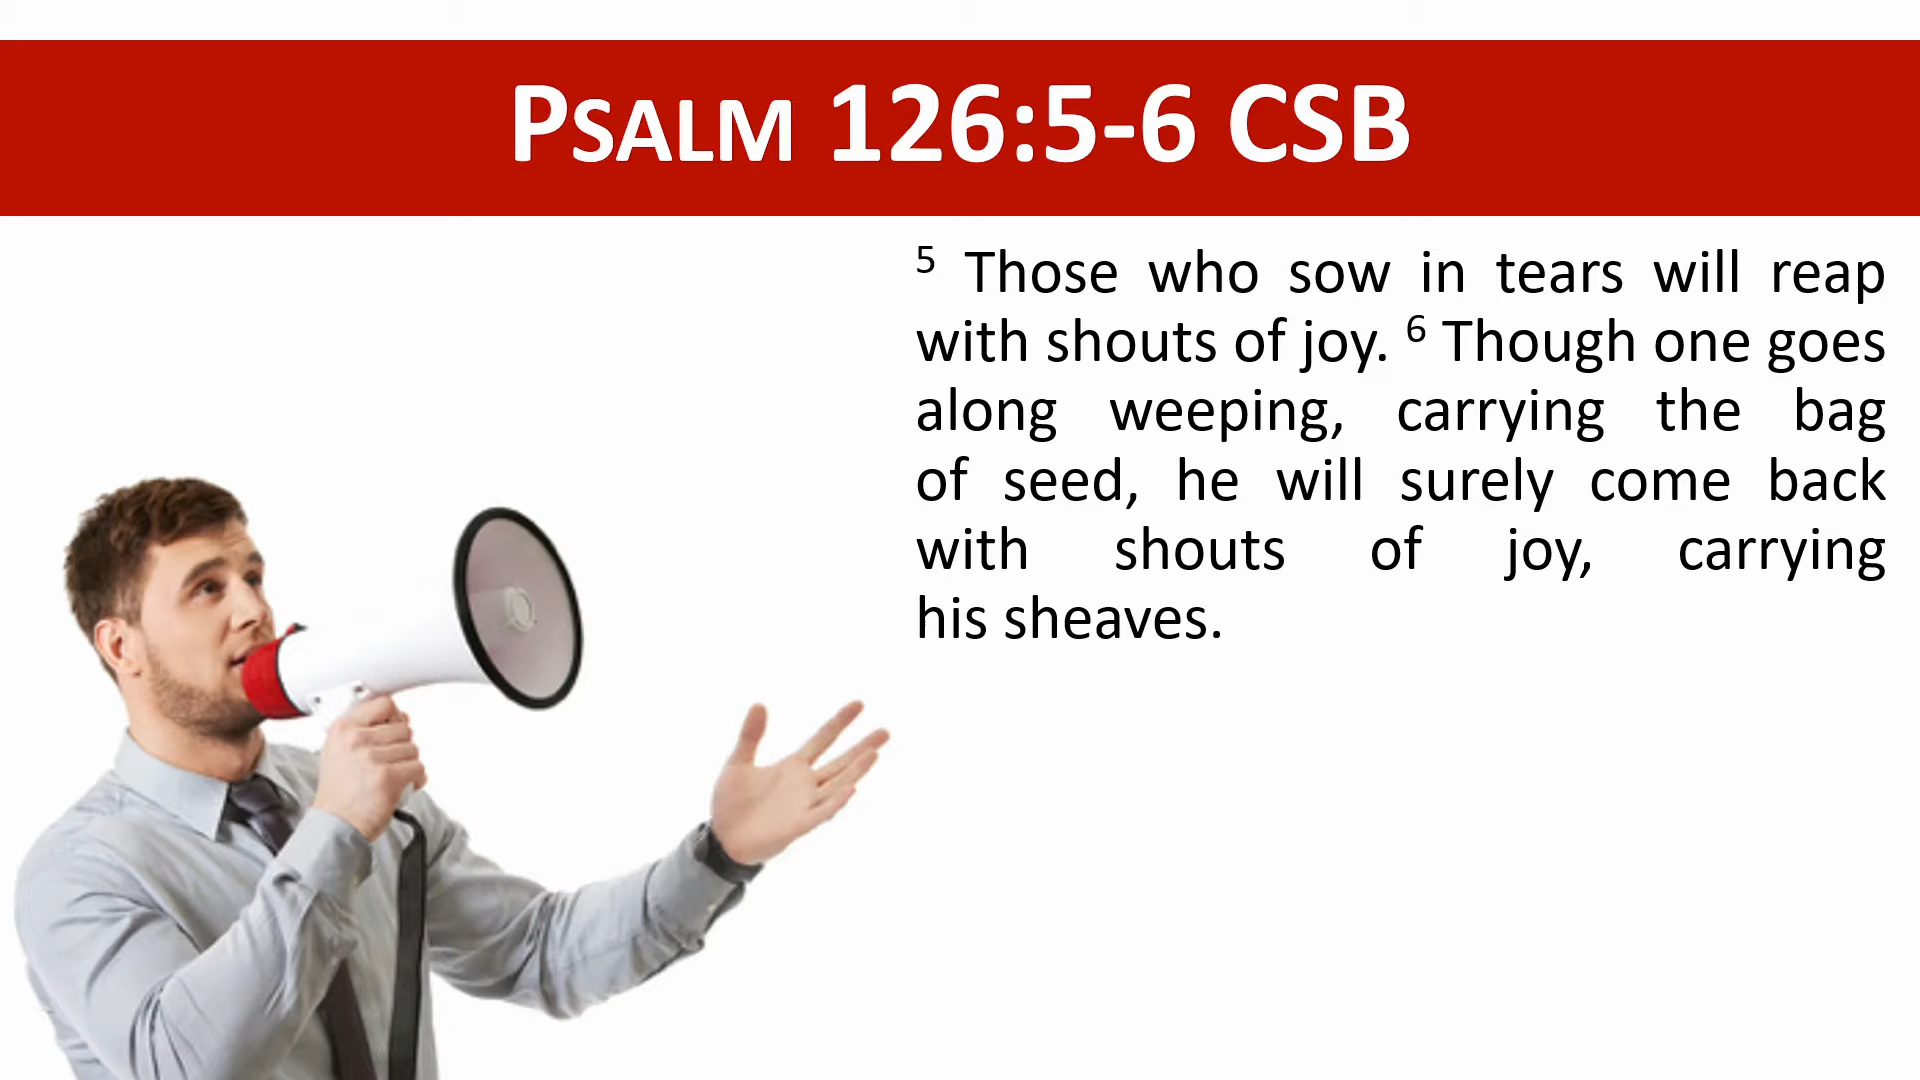 PSALM 126:5-6 CSB
5 Those who sow in tears will reap
with shouts of joy. 6 Though one goes
along weeping, carrying the bag
of seed, he will surely come back
with shouts of joy, carrying
his sheaves.